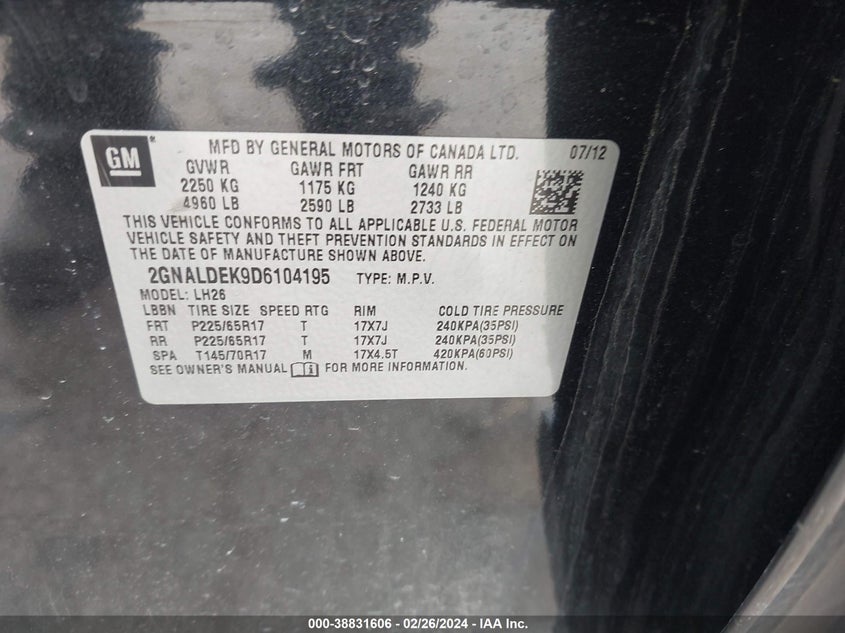 GM
MFD BY GENERAL MOTORS OF CANADA LTD. 07/12
GVWR GAWR FRT GAWR RR
2250 KG 1175 KG 1240 KG
4960 LB 2590 LB 2733 LB
THIS VEHICLE CONFORMS TO ALL APPLICABLE U.S. FEDERAL MOTOR
VEHICLE SAFETY AND THEFT PREVENTION STANDARDS IN EFFECT ON
THE DATE OF MANUFACTURE SHOWN ABOVE.
2GNALDEK9D6104195 TYPE: M.P.V.
MODEL: LH26
LBBN TIRE SIZE SPEED RTG RIM COLD TIRE PRESSURE
FRT P225/65R17 T 17X7J 240KPA(35PSI)
RR P225/65R17 T 17X7J 240KPA(35PSI)
SPA T145/70R17 M 17X4.5T 420KPA(60PSI)
SEE OWNER'S MANUAL FOR MORE INFORMATION.
000-38831606 - 02/26/2024 - IAA Inc.